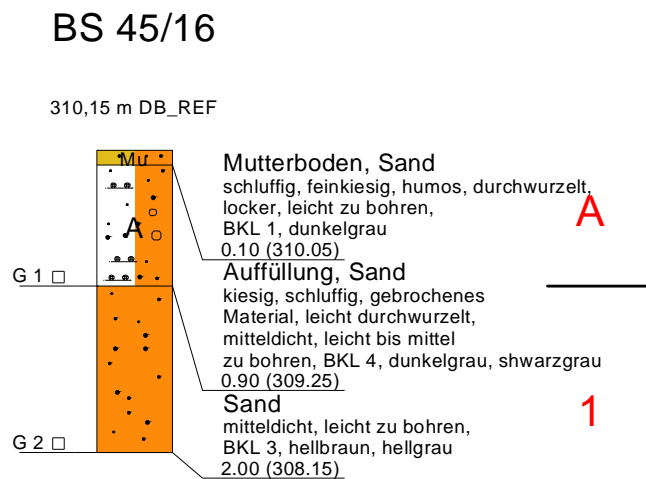 BS 45/16
310,15 m DB_REF
Mu
Mutterboden, Sand
schluffig, feinkiesig, humos, durchwurzelt,
locker, leicht zu bohren,
BKL 1, dunkelgrau
0.10 (310.05)
A
A
G 1
Auffüllung, Sand
kiesig, schluffig, gebrochenes
Material, leicht durchwurzelt,
mitteldicht, leicht bis mittel
zu bohren, BKL 4, dunkelgrau, shwarzgrau
0.90 (309.25)
Sand
mitteldicht, leicht zu bohren,
BKL 3, hellbraun, hellgrau
2.00 (308.15)
1
G 2